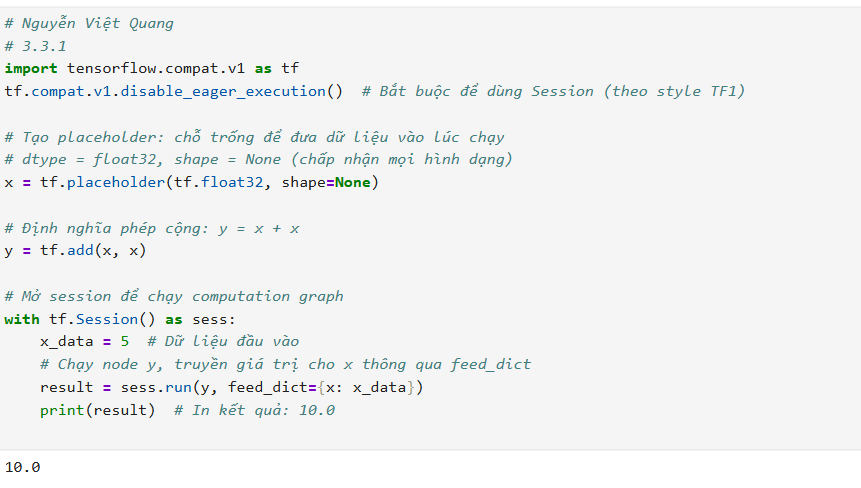 # Nguyễn Việt Quang
# 3.3.1
import tensorflow.compat.v1 as tf
tf.compat.v1.disable_eager_execution()  # Bắt buộc để dùng Session (theo style TF1)

# Tạo placeholder: chỗ trống để đưa dữ liệu vào lúc chạy
# dtype = float32, shape = None (chấp nhận mọi hình dạng)
x = tf.placeholder(tf.float32, shape=None)

# Định nghĩa phép cộng: y = x + x
y = tf.add(x, x)

# Mở session để chạy computation graph
with tf.Session() as sess:
    x_data = 5  # Dữ liệu đầu vào
    # Chạy node y, truyền giá trị cho x thông qua feed_dict
    result = sess.run(y, feed_dict={x: x_data})
    print(result)  # In kết quả: 10.0

10.0